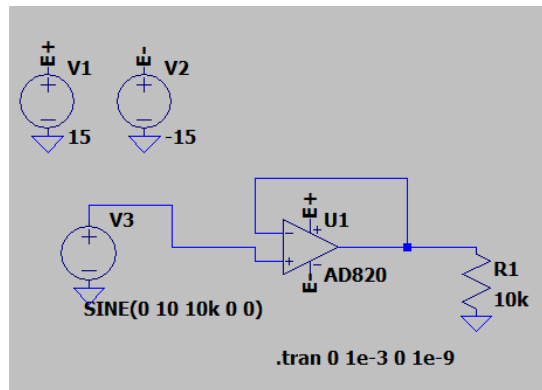 E+
V1
15
E-
V2
-15
V3
SINE(0 10 10k 0 0)
E+
U1
E-
AD820
R1
10k
.tran 0 1e-3 0 1e-9